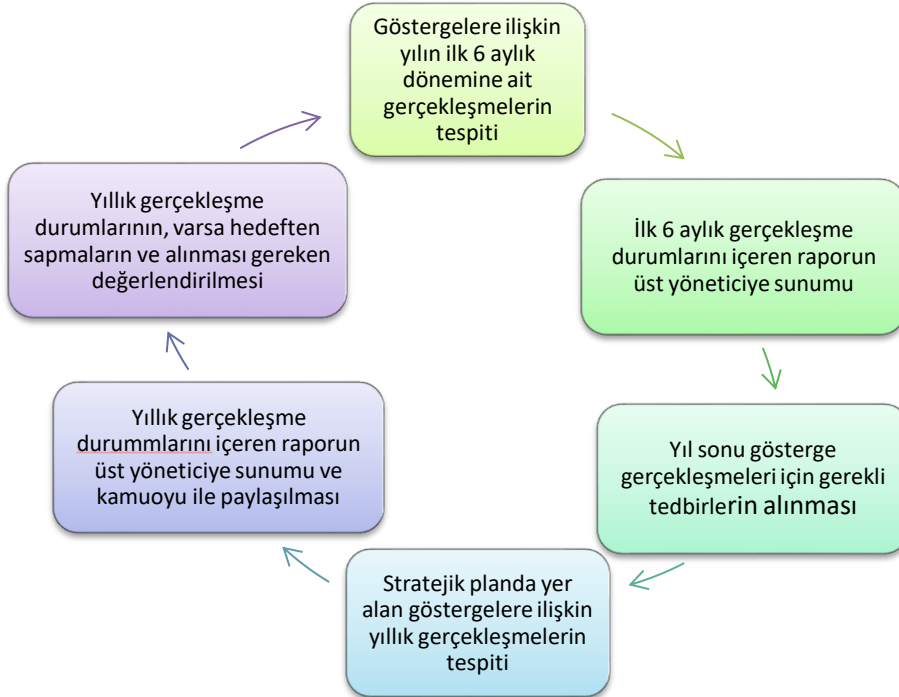 Göstergelere ilişkin
yılın ilk 6 aylık
dönemine ait
gerçekleşmelerin
tespiti
İlk 6 aylık gerçekleşme
durumlarını içeren raporun
üst yöneticiye sunumu
Yıl sonu gösterge
gerçekleşmeleri için gerekli
tedbirlerin alınması
Stratejik planda yer
alan göstergelere ilişkin
yıllık gerçekleşmelerin
tespiti
Yıllık gerçekleşme
durummlarını içeren raporun
üst yöneticiye sunumu ve
kamuoyu ile paylaşılması
Yıllık gerçekleşme
durumlarının, varsa hedeften
sapmaların ve alınması gereken
değerlendirilmesi